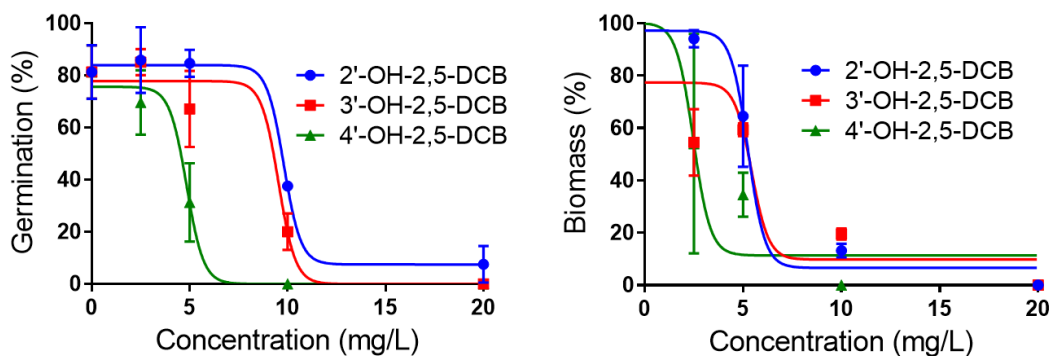 Germination (%)
100
80
60
40
20
0
0 5 10 15 20
Concentration (mg/L)
2'-OH-2,5-DCB
3'-OH-2,5-DCB
4'-OH-2,5-DCB
Biomass (%)
100
80
60
40
20
0
0 5 10 15 20
Concentration (mg/L)
2'-OH-2,5-DCB
3'-OH-2,5-DCB
4'-OH-2,5-DCB